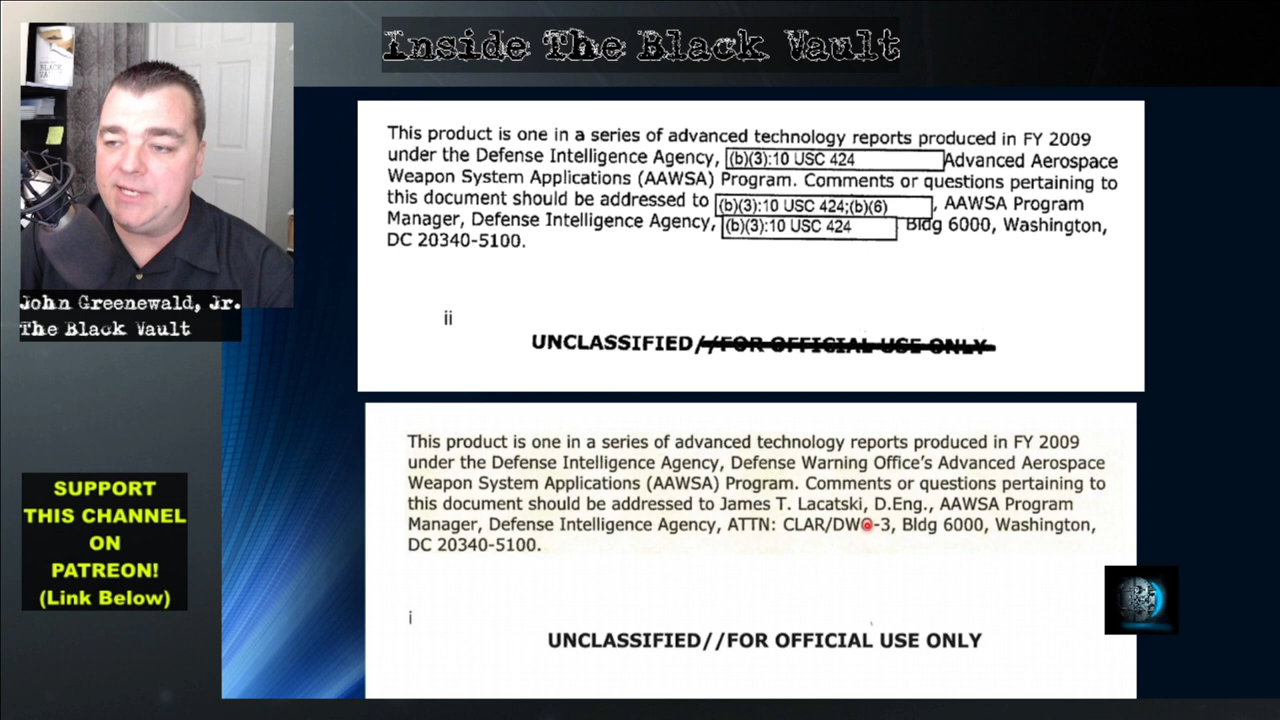 Inside The Black Vault
BLACK
This product is one in a series of advanced technology reports produced in FY 2009
under the Defense Intelligence Agency, (b)(3):10 USC 424 Advanced Aerospace
Weapon System Applications (AAWSA) Program. Comments or questions pertaining to
this document should be addressed to (b)(3):10 USC 424;(b)(6) , AAWSA Program
Manager, Defense Intelligence Agency, (b)(3):10 USC 424 Bldg 6000, Washington,
DC 20340-5100.
ii
UNCLASSIFIED//FOR OFFICIAL USE ONLY
John Greenewald, Jr.
The Black Vault
This product is one in a series of advanced technology reports produced in FY 2009
under the Defense Intelligence Agency, Defense Warning Office's Advanced Aerospace
Weapon System Applications (AAWSA) Program. Comments or questions pertaining to
this document should be addressed to James T. Lacatski, D.Eng., AAWSA Program
Manager, Defense Intelligence Agency, ATTN: CLAR/DWO-3, Bldg 6000, Washington,
DC 20340-5100.
i
UNCLASSIFIED//FOR OFFICIAL USE ONLY
SUPPORT
THIS CHANNEL
ON
PATREON!
(Link Below)